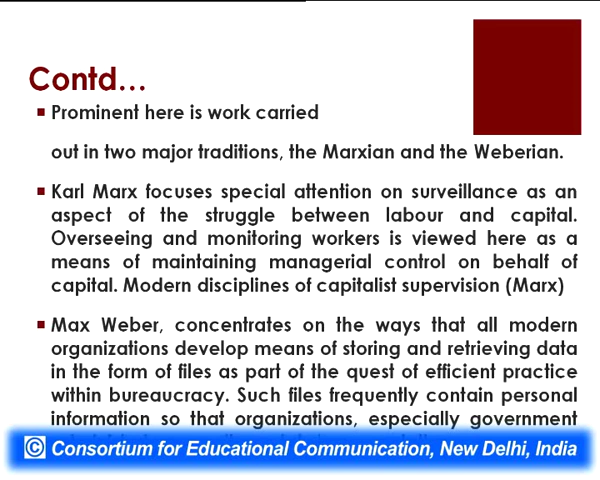 Contd...
Prominent here is work carried
out in two major traditions, the Marxian and the Weberian.
Karl Marx focuses special attention on surveillance as an
aspect of the struggle between labour and capital.
Overseeing and monitoring workers is viewed here as a
means of maintaining managerial control on behalf of
capital. Modern disciplines of capitalist supervision (Marx)
Max Weber, concentrates on the ways that all modern
organizations develop means of storing and retrieving data
in the form of files as part of the quest of efficient practice
within bureaucracy. Such files frequently contain personal
information so that organizations, especially government
© Consortium for Educational Communication, New Delhi, India